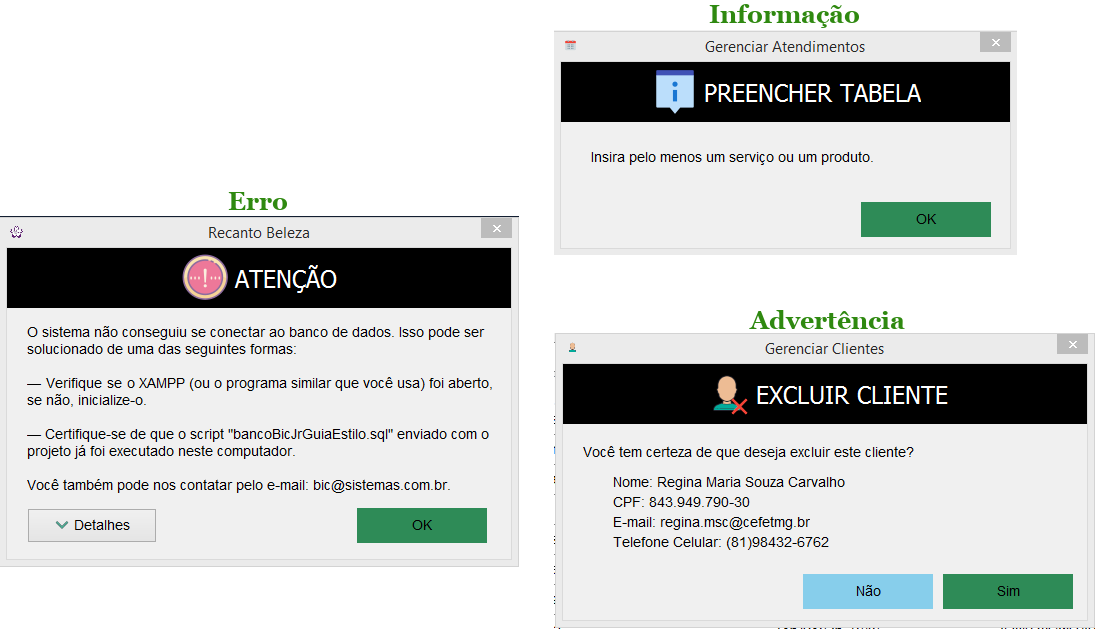 Informação
Gerenciar Atendimentos
PREENCHER TABELA
Insira pelo menos um serviço ou um produto.
OK
Erro
Recanto Beleza
ATENÇÃO
O sistema não conseguiu se conectar ao banco de dados. Isso pode ser
solucionado de uma das seguintes formas:
— Verifique se o XAMPP (ou o programa similar que você usa) foi aberto,
se não, inicialize-o.
— Certifique-se de que o script "bancoBicJrGuiaEstilo.sql" enviado com o
projeto já foi executado neste computador.
Você também pode nos contatar pelo e-mail: bic@sistemas.com.br.
Detalhes
OK
Advertência
Gerenciar Clientes
EXCLUIR CLIENTE
Você tem certeza de que deseja excluir este cliente?
Nome: Regina Maria Souza Carvalho
CPF: 843.949.790-30
E-mail: regina.msc@cefetmg.br
Telefone Celular: (81)98432-6762
Não
Sim